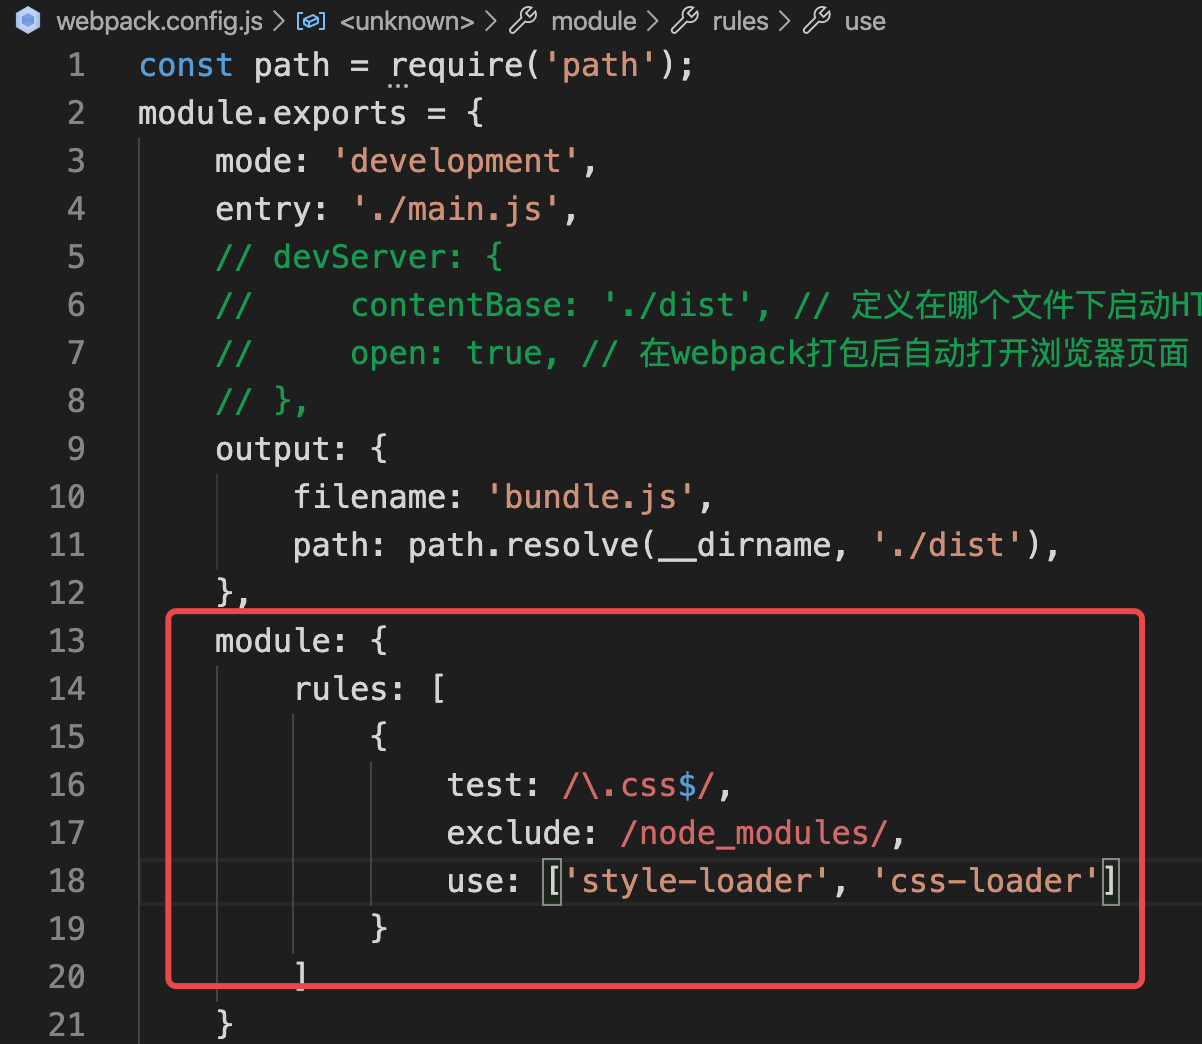 webpack.config.js > <unknown> > module > rules > use
1 const path = require('path');
2 module.exports = {
3 mode: 'development',
4 entry: './main.js',
5 // devServer: {
6 // contentBase: './dist', // 定义在哪个文件下启动HT
7 // open: true, // 在webpack打包后自动打开浏览器页面
8 // },
9 output: {
10 filename: 'bundle.js',
11 path: path.resolve(__dirname, './dist'),
12 },
13 module: {
14 rules: [
15 {
16 test: /\.css$/,
17 exclude: /node_modules/,
18 use: ['style-loader', 'css-loader']
19 }
20 ]
21 }